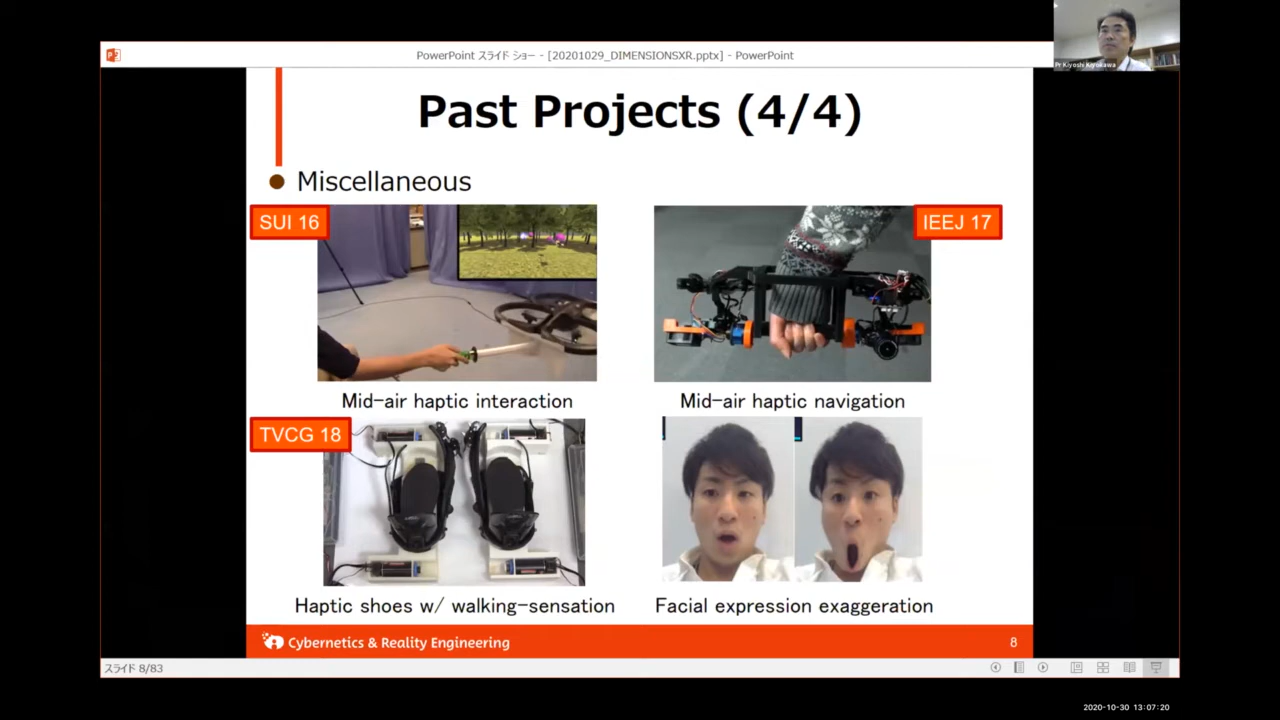 PowerPoint スライド ショー - [20201029_DIMENSIONSXR.pptx] - PowerPoint
Pr Kiyoshi Kiyokawa
Past Projects (4/4)
Miscellaneous
SUI 16
IEEJ 17
Mid-air haptic interaction
Mid-air haptic navigation
TVCG 18
Haptic shoes w/ walking-sensation
Facial expression exaggeration
Cybernetics & Reality Engineering
8
スライド 8/83
2020-10-30 13:07:20